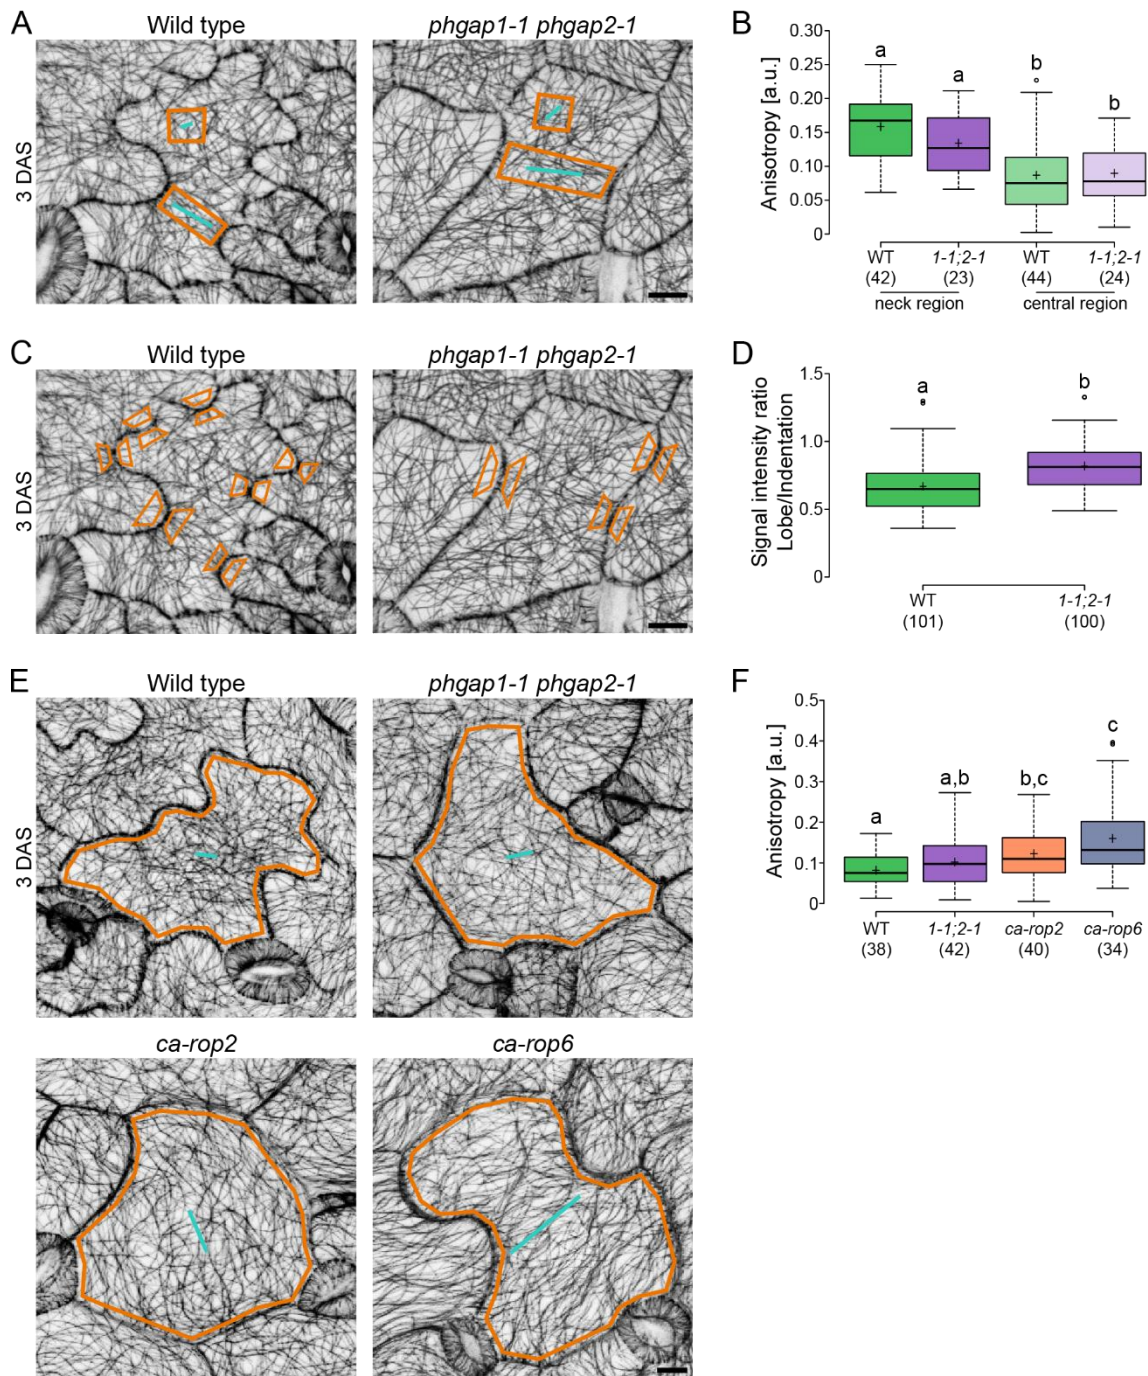 A
Wild type
phgap1-1 phgap2-1
3 DAS
B
Anisotropy [a.u.]
0.30
0.25
0.20
0.15
0.10
0.05
0
a
a
b
b
WT
1-1;2-1
WT
1-1;2-1
(42)
(23)
(44)
(24)
neck region
central region
C
Wild type
phgap1-1 phgap2-1
3 DAS
D
Signal intensity ratio
Lobe/Indentation
1.5
1.0
0.5
0
a
b
WT
1-1;2-1
(101)
(100)
E
Wild type
phgap1-1 phgap2-1
3 DAS
ca-rop2
ca-rop6
F
Anisotropy [a.u.]
0.5
0.4
0.3
0.2
0.1
0
a
a,b
b,c
c
WT
1-1;2-1
ca-rop2
ca-rop6
(38)
(42)
(40)
(34)